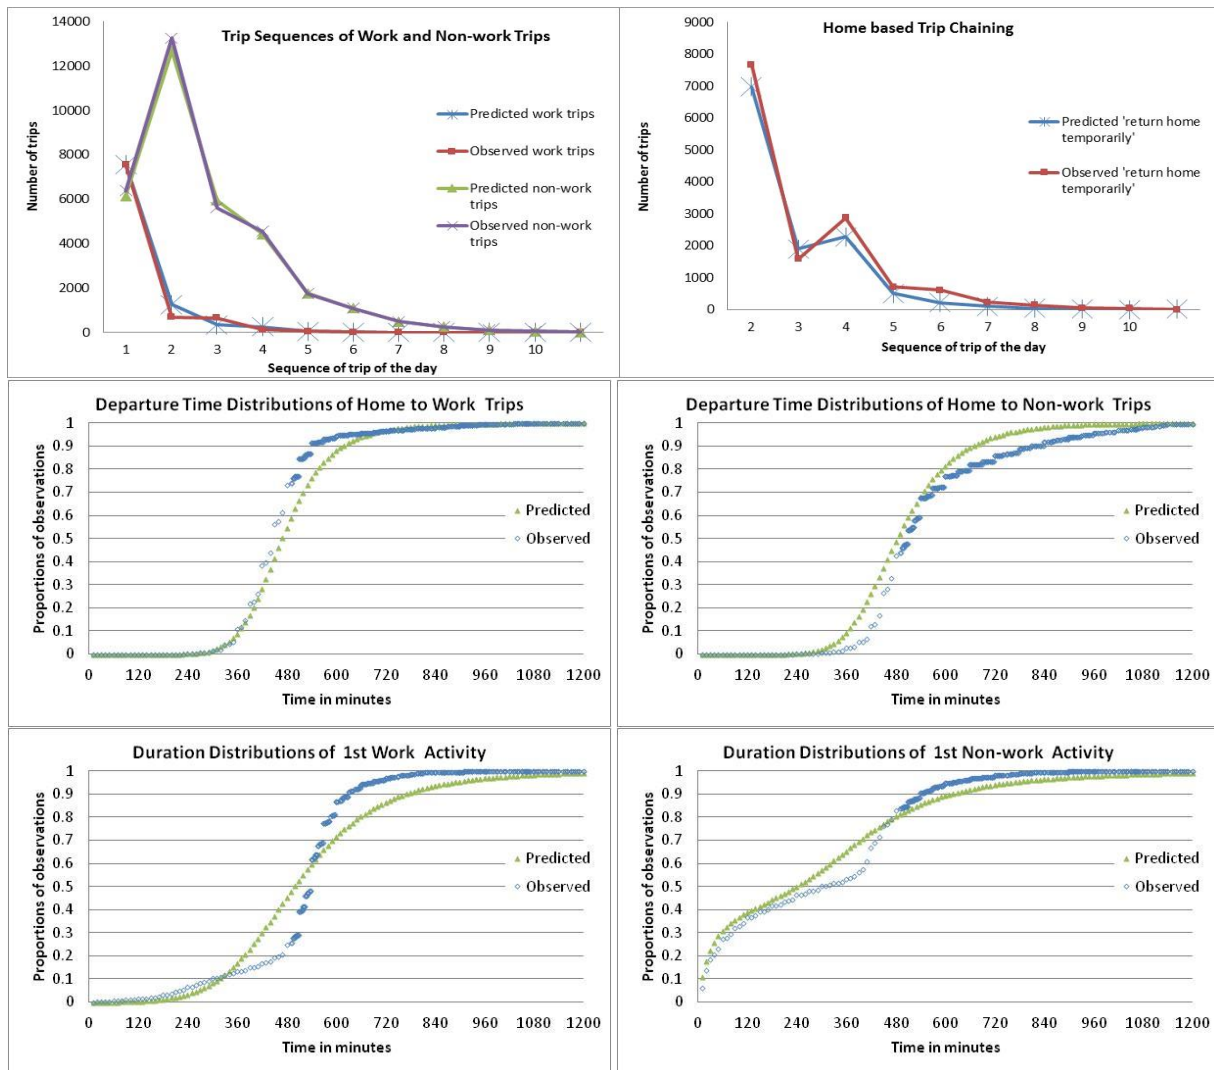 Trip Sequences of Work and Non-work Trips
14000
12000
10000
8000
6000
4000
2000
0
Number of trips
Predicted work trips
Observed work trips
Predicted non-work
trips
Observed non-work
trips
1 2 3 4 5 6 7 8 9 10
Sequence of trip of the day
Home based Trip Chaining
9000
8000
7000
6000
5000
4000
3000
2000
1000
0
Number of trips
Predicted 'return home
temporarily'
Observed 'return home
temporarily'
2 3 4 5 6 7 8 9 10
Sequence of trip of the day
Departure Time Distributions of Home to Work Trips
1
0.9
0.8
0.7
0.6
0.5
0.4
0.3
0.2
0.1
0
Proportions of observations
Predicted
Observed
0 120 240 360 480 600 720 840 960 1080 1200
Time in minutes
Departure Time Distributions of Home to Non-work Trips
1
0.9
0.8
0.7
0.6
0.5
0.4
0.3
0.2
0.1
0
Proportions of observations
Predicted
Observed
0 120 240 360 480 600 720 840 960 1080 1200
Time in minutes
Duration Distributions of 1st Work Activity
1
0.9
0.8
0.7
0.6
0.5
0.4
0.3
0.2
0.1
0
Proportions of observations
Predicted
Observed
0 120 240 360 480 600 720 840 960 1080 1200
Time in minutes
Duration Distributions of 1st Non-work Activity
1
0.9
0.8
0.7
0.6
0.5
0.4
0.3
0.2
0.1
0
Proportions of observations
Predicted
Observed
0 120 240 360 480 600 720 840 960 1080 1200
Time in minutes